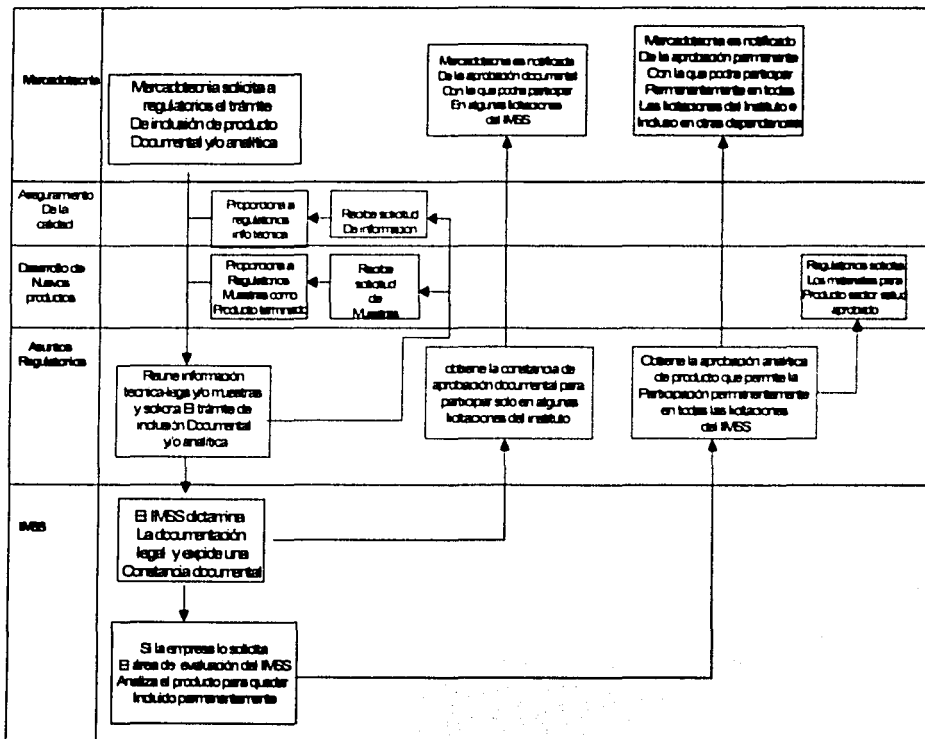 Mercadotecnia
Mercadotecnia solicita a
regulatorios el trámite
De inclusión de producto
Documental y/o analítica
Mercadotecnia es notificada
De la aprobación documental
Con la que podra participar
En algunas licitaciones
del IMSS
Mercadotecnia es notificado
De la aprobación permanente
Con la que podra participar
Permanentemente en todas
Las licitaciones del Instituto e
Incluso en otras dependencias
Aseguramiento
De la
calidad
Proporciona a
regulatorios
info técnica
Recibe solicitud
De informacion
Desarrollo de
Nuevos
productos
Proporciona a
Regulatorios
Muestras como
Producto terminado
Recibe
solicitud
de
Muestras
Regulatorios solicita
Los materiales para
Producto sector salud
aprobado
Asuntos
Regulatorios
Reune información
técnica-legal y/o muestras
y solicita El trámite de
inclusión Documental
y/o analítica
obtiene la constancia de
aprobación documental para
participar solo en algunas
licitaciones del instituto
Obtiene la aprobación analítica
de producto que permite la
Participación permanentemente
en todas las licitaciones
del IMSS
IMSS
El IMSS dictamina
La documentación
legal y expide una
Constancia documental
Si la empresa lo solicita
El área de evaluación del IMSS
Analiza el producto para quedar
Incluido permanentemente